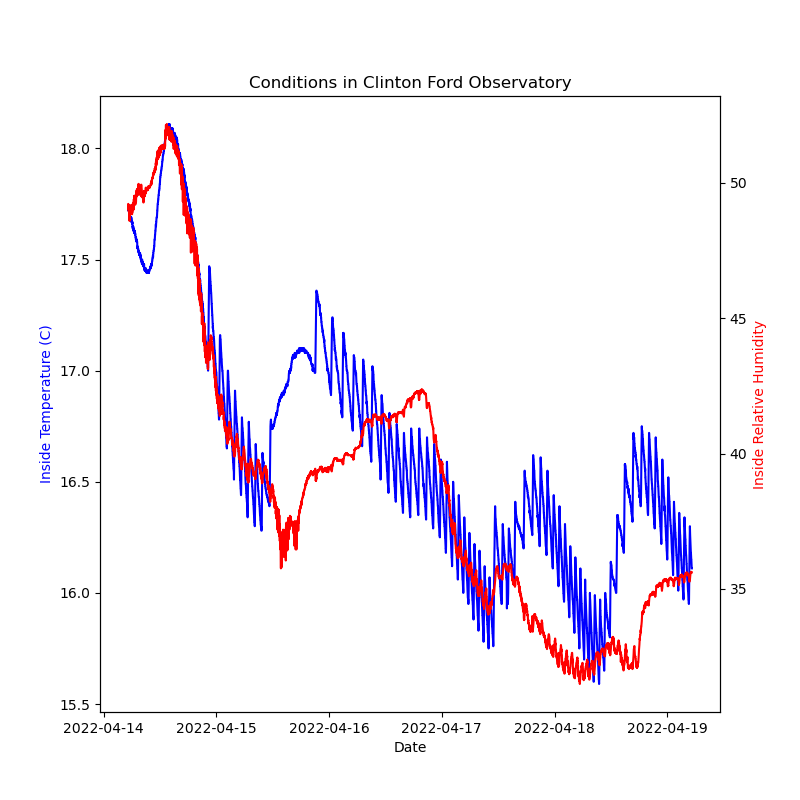 Conditions in Clinton Ford Observatory
18.0
17.5
17.0
16.5
16.0
15.5
Inside Temperature (C)
50
45
40
35
Inside Relative Humidity
2022-04-14 2022-04-15 2022-04-16 2022-04-17 2022-04-18 2022-04-19
Date